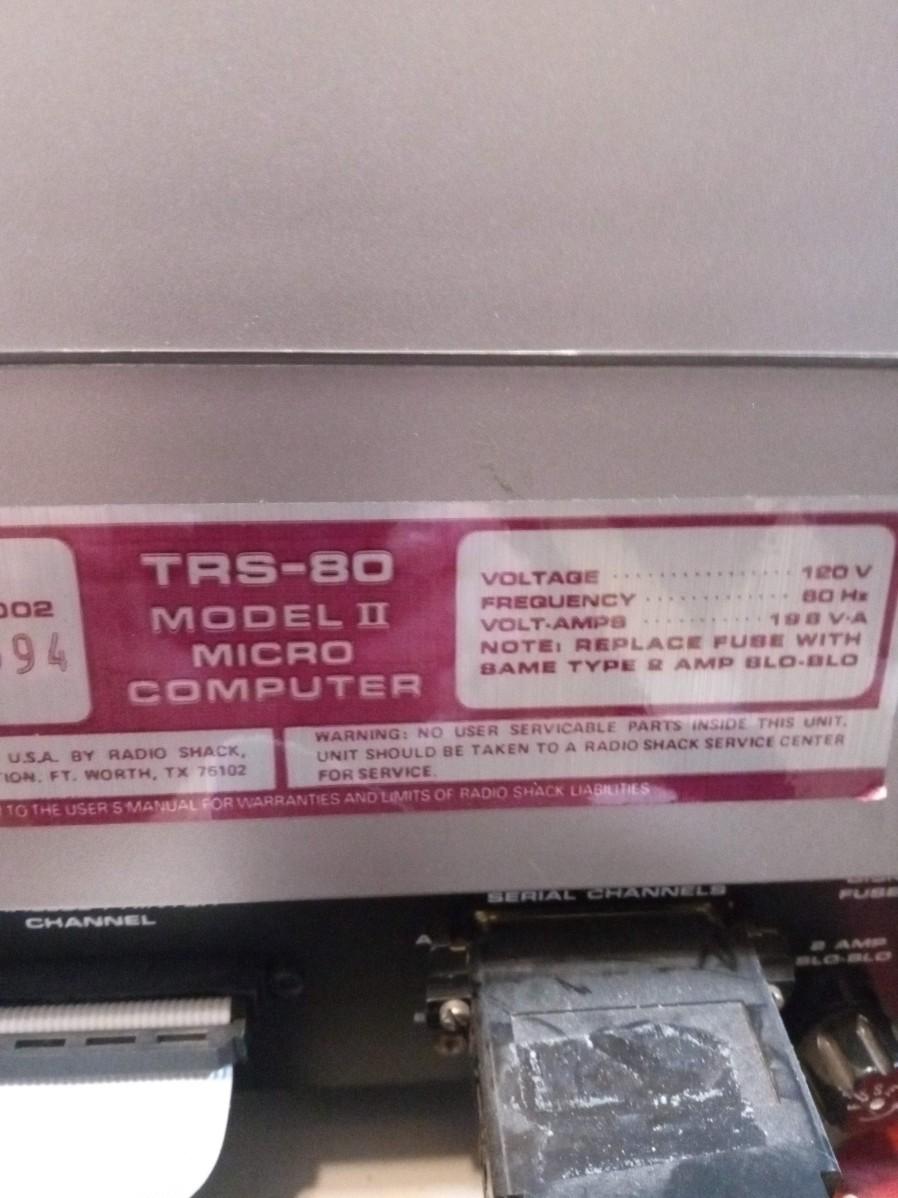 002
94
TRS-80
MODEL II
MICRO
COMPUTER
VOLTAGE ·················· 120 V
FREQUENCY ·············· 60 Hz
VOLT-AMPS ·············· 198 V·A
NOTE: REPLACE FUSE WITH
SAME TYPE 2 AMP SLO-BLO
U.S.A. BY RADIO SHACK,
TION, FT. WORTH, TX 76102
WARNING: NO USER SERVICABLE PARTS INSIDE THIS UNIT.
UNIT SHOULD BE TAKEN TO A RADIO SHACK SERVICE CENTER
FOR SERVICE.
TO THE USER'S MANUAL FOR WARRANTIES AND LIMITS OF RADIO SHACK LIABILITIES
CHANNEL
SERIAL CHANNELS
A
FUSE
2 AMP
SLO-BLO